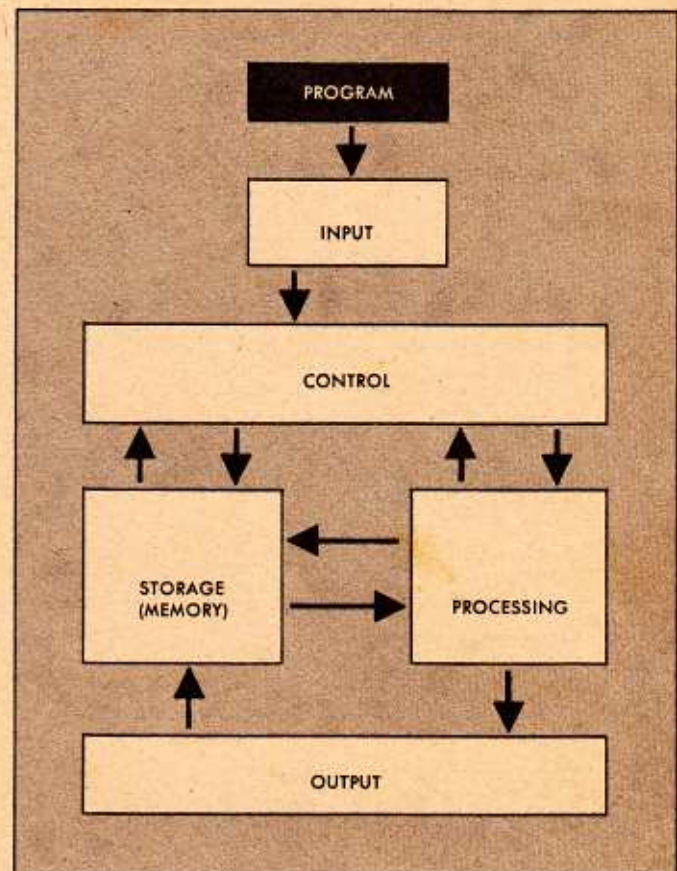 PROGRAM
INPUT
CONTROL
STORAGE
(MEMORY)
PROCESSING
OUTPUT